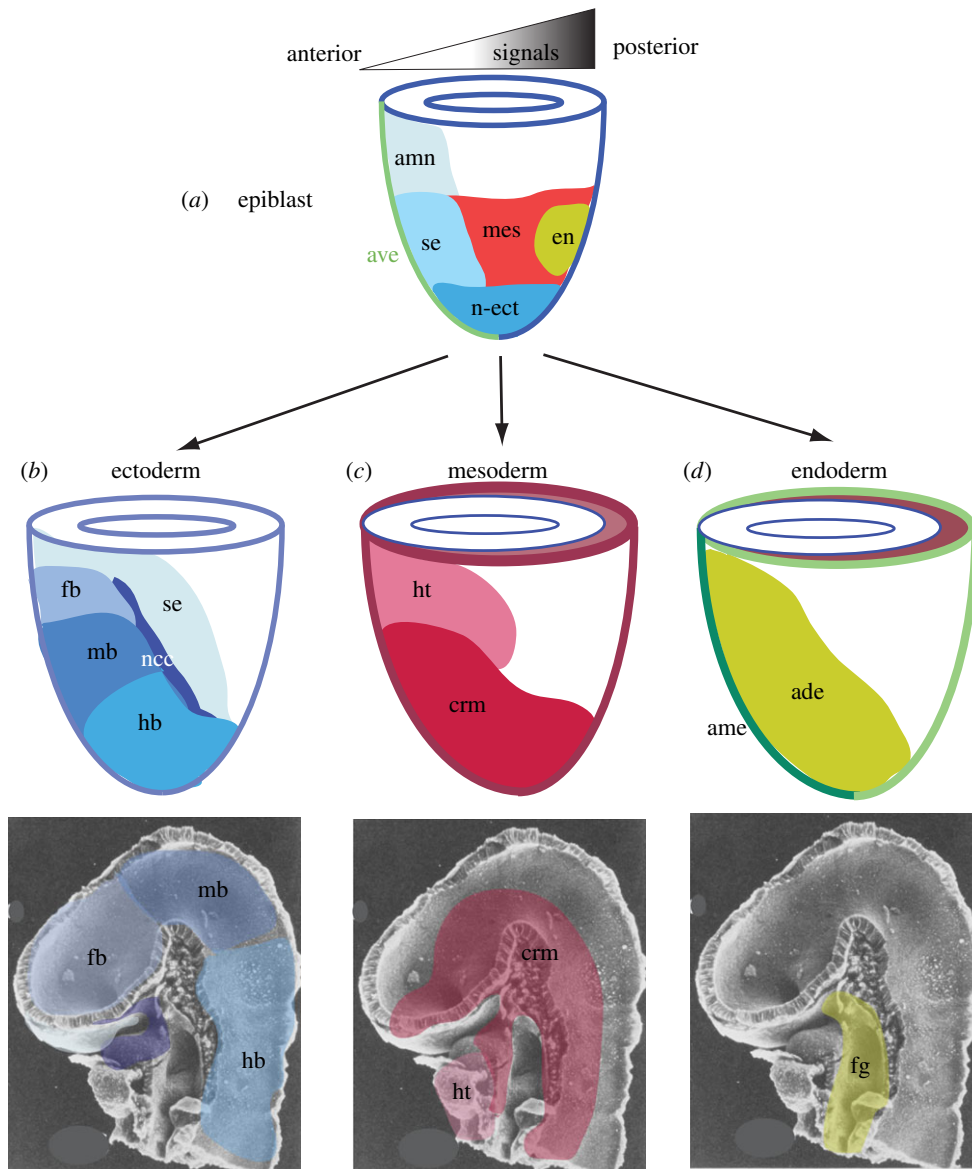 anterior signals posterior
amn
(a) epiblast
mes en
se
ave
n-ect
(b) ectoderm (c) mesoderm (d) endoderm
fb se ht
mb ncc
hb crm ade
ame
mb
fb crm
hb ht fg